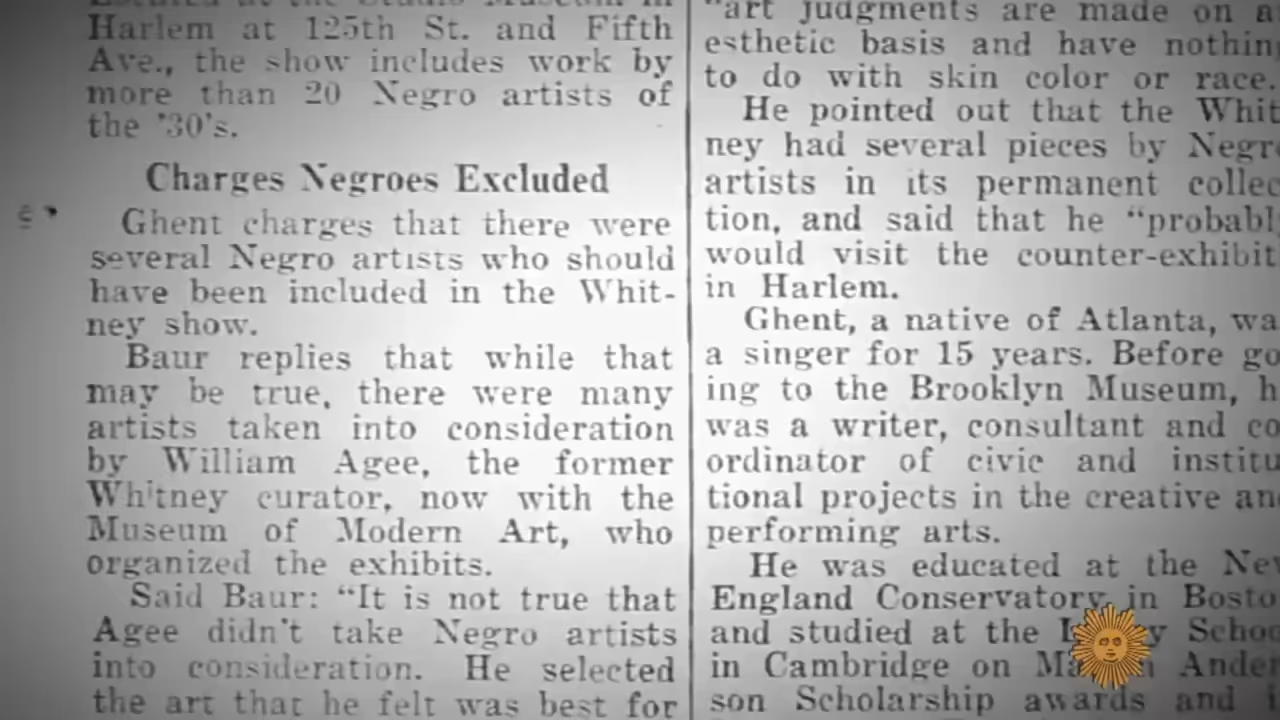 Harlem at 125th St. and Fifth
Ave., the show includes work by
more than 20 Negro artists of
the '30's.
Charges Negroes Excluded
Ghent charges that there were
several Negro artists who should
have been included in the Whit-
ney show.
Baur replies that while that
may be true, there were many
artists taken into consideration
by William Agee, the former
Whitney curator, now with the
Museum of Modern Art, who
organized the exhibits.
Said Baur: “It is not true that
Agee didn't take Negro artists
into consideration. He selected
the art that he felt was best for
“art judgments are made on a
esthetic basis and have nothin
to do with skin color or race.
He pointed out that the Whit
ney had several pieces by Negr
artists in its permanent collec
tion, and said that he “probabl
would visit the counter-exhibit
in Harlem.
Ghent, a native of Atlanta, wa
a singer for 15 years. Before go
ing to the Brooklyn Museum, h
was a writer, consultant and co
ordinator of civic and institu
tional projects in the creative an
performing arts.
He was educated at the Ne
England Conservatory in Bosto
and studied at the Schoo
in Cambridge on Ander
son Scholarship awards and